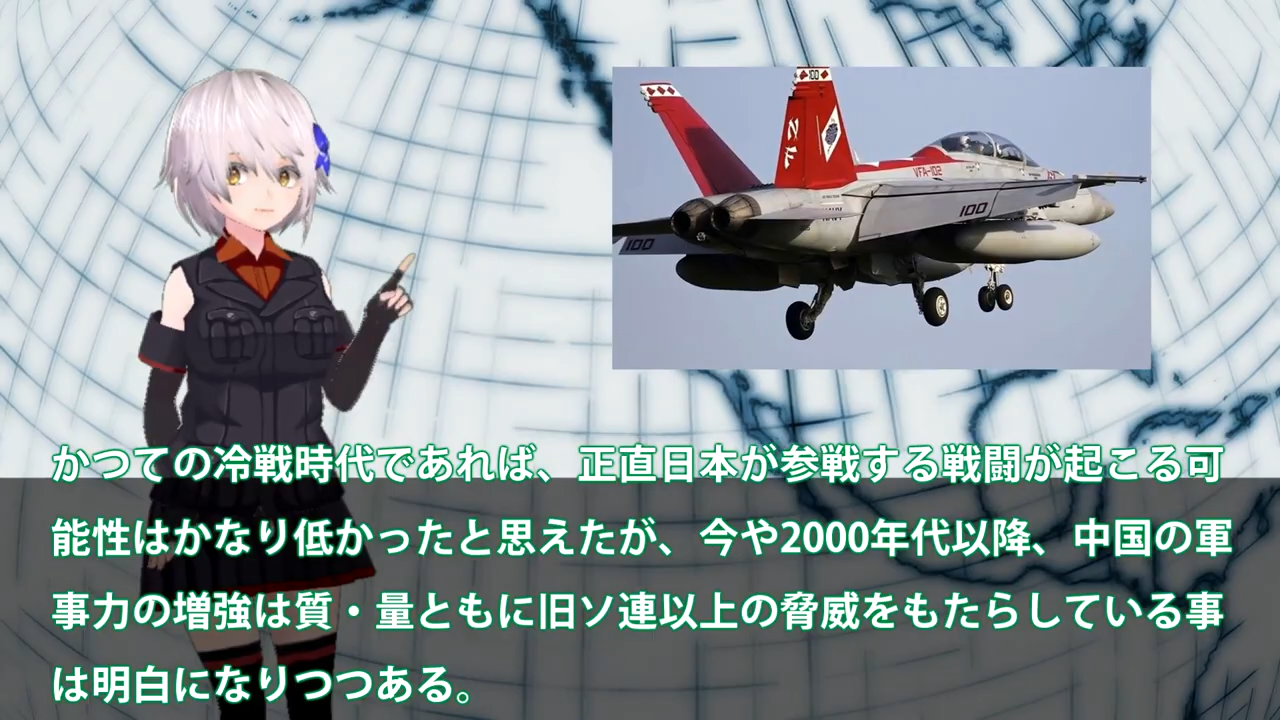 100
VFA-102
100
100
かつての冷戦時代であれば、正直日本が参戦する戦闘が起こる可
能性はかなり低かったと思えたが、今や2000年代以降、中国の軍
事力の増強は質・量ともに旧ソ連以上の脅威をもたらしている事
は明白になりつつある。